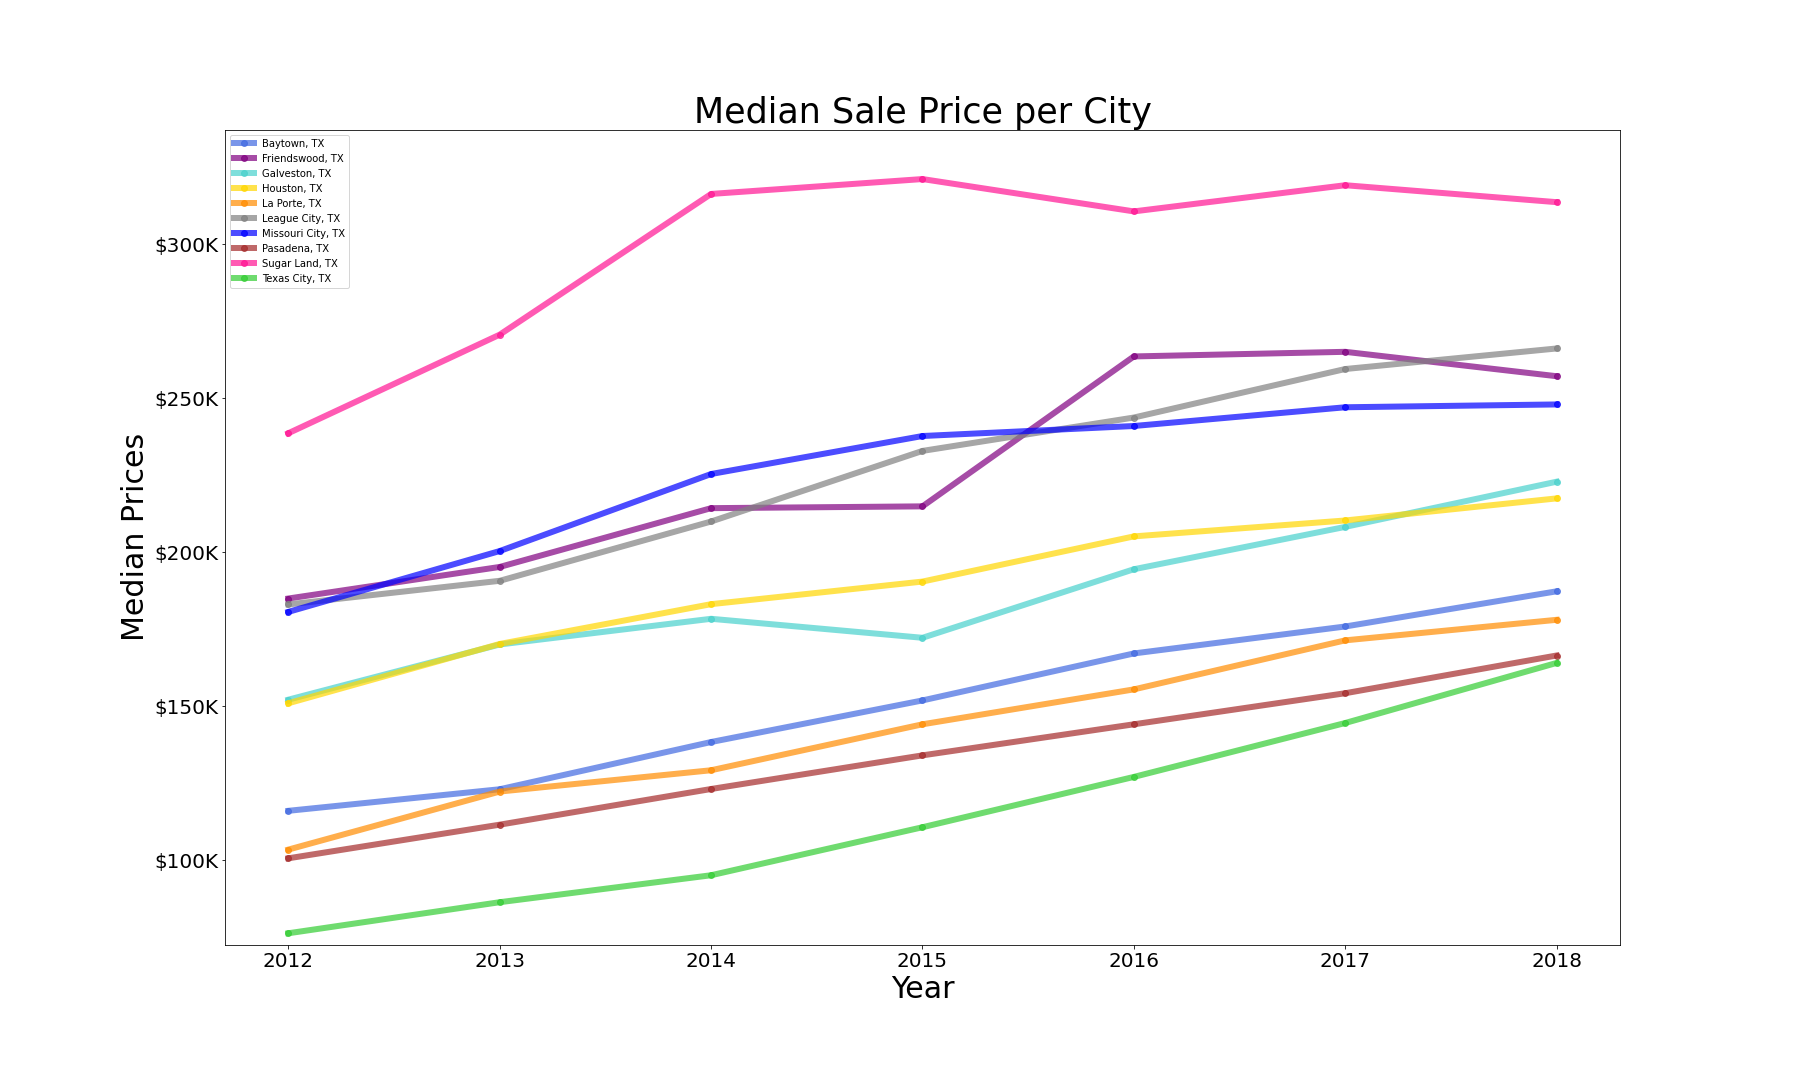 Median Sale Price per City
Baytown, TX
Friendswood, TX
Galveston, TX
Houston, TX
La Porte, TX
League City, TX
Missouri City, TX
Pasadena, TX
Sugar Land, TX
Texas City, TX
$300K
$250K
$200K
$150K
$100K
Median Prices
2012 2013 2014 2015 2016 2017 2018
Year